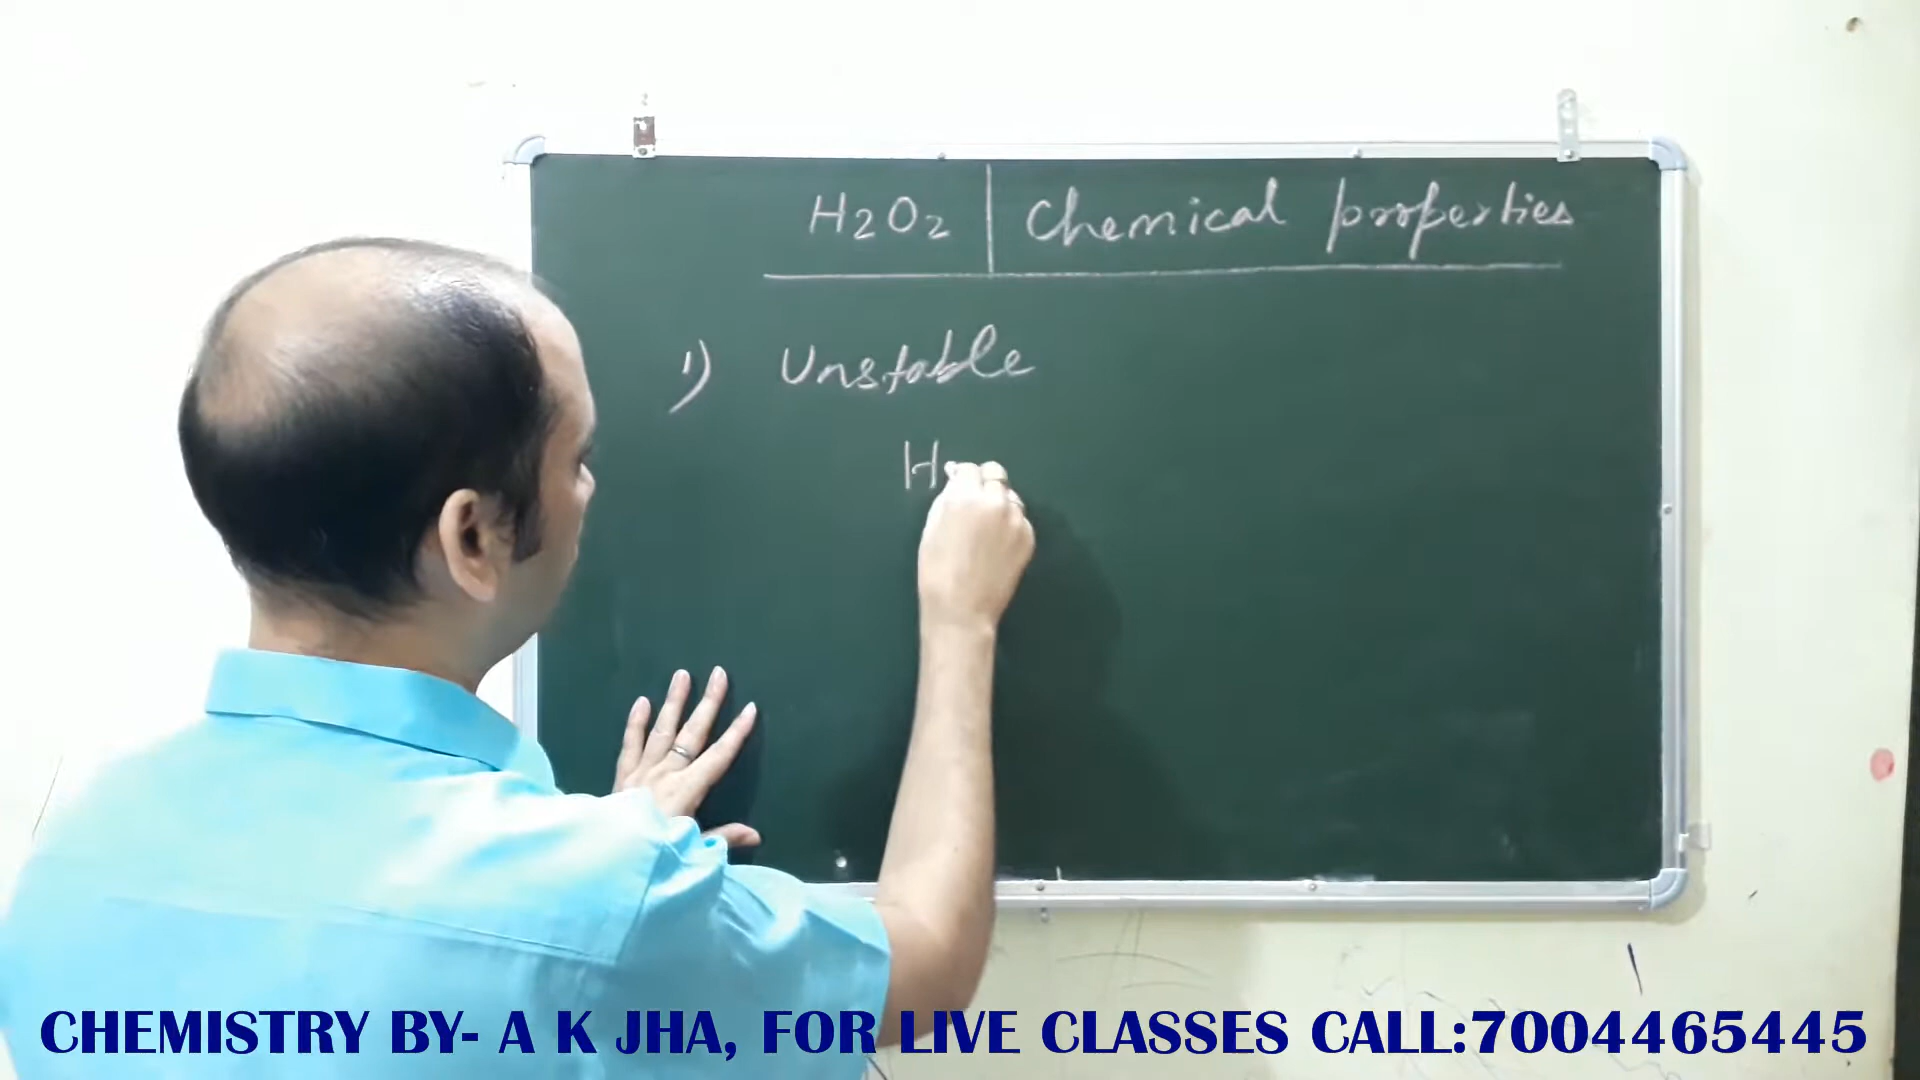 H2O2 | Chemical properties
1) Unstable
H
CHEMISTRY BY- A K JHA, FOR LIVE CLASSES CALL:7004465445